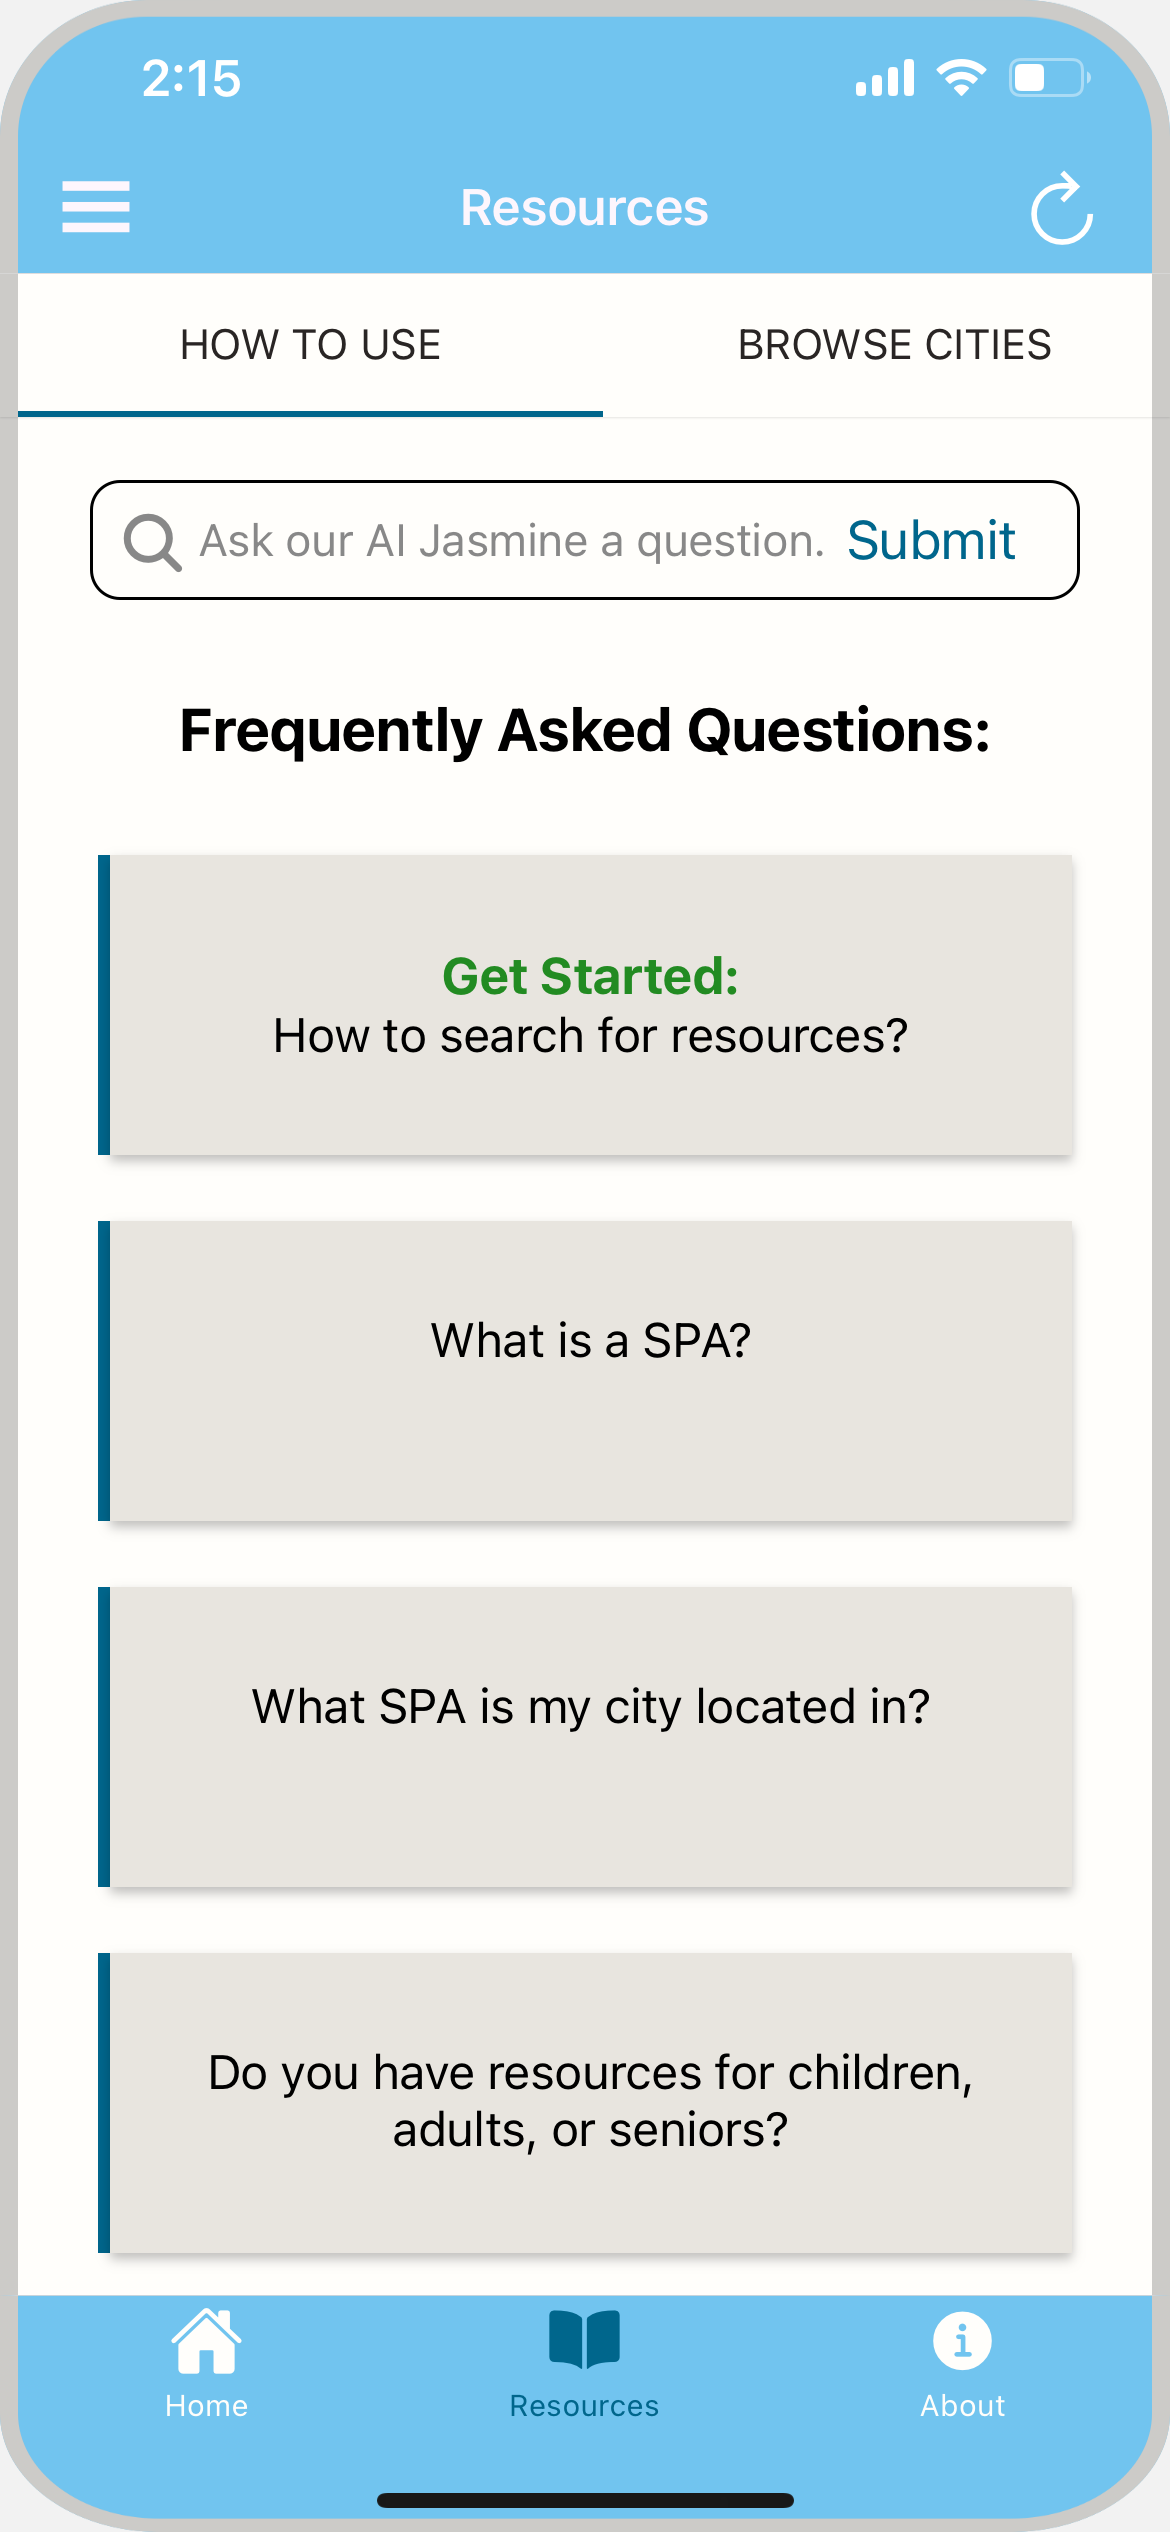 2:15
Resources
HOW TO USE
BROWSE CITIES
Ask our AI Jasmine a question.
Submit
Frequently Asked Questions:
Get Started:
How to search for resources?
What is a SPA?
What SPA is my city located in?
Do you have resources for children,
adults, or seniors?
Home
Resources
About